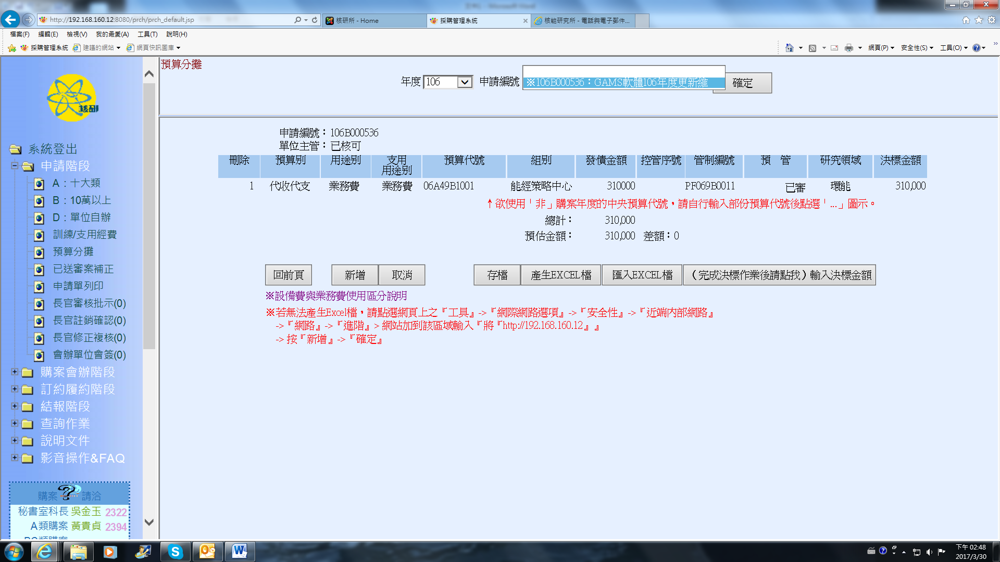 http://192.168.160.12:8080/prch/prch_default.jsp
核研所 - Home
採購管理系統
核能研究所 - 電話與電子郵件...
檔案(F) 編輯(E) 檢視(V) 我的最愛(A) 工具(T) 說明(H)
採購管理系統 建議的網站 網頁快訊圖庫
網頁(P) 安全性(S) 工具(O)
核研
系統登出
申請階段
A：十大類
B：10萬以上
D：單位自辦
訓練/支用經費
預算分攤
已送審案補正
申請單列印
長官審核批示(0)
長官註銷確認(0)
長官修正複核(0)
會辦單位會簽(0)
購案會辦階段
訂約履約階段
結報階段
查詢作業
說明文件
影音操作&FAQ
購案 請洽
秘書室科長 吳金玉 2322
A類購案 黃貴貞 2394
預算分攤
年度 106 申請編號 ※106B000536：GAMS軟體106年度更新維 確定
申請編號：106B000536
單位主管：已核可
刪除 預算別 用途別 支用用途別 預算代號 組別 發債金額 控管序號 管制編號 預 管 研究領域 決標金額
1 代收代支 業務費 業務費 06A49B1001 能經策略中心 310000 PF069B0011 已審 環能 310,000
↑欲使用「非」購案年度的中央預算代號，請自行輸入部份預算代號後點選「...」圖示。
總計： 310,000
預估金額： 310,000 差額：0
回前頁 新增 取消 存檔 產生EXCEL檔 匯入EXCEL檔 （完成決標作業後請點我）輸入決標金額
※設備費與業務費使用區分說明
※若無法產生Excel檔，請點選網頁上之『工具』->『網際網路選項』->『安全性』->『近端內部網路』
->『網路』->『進階』> 網站加到該區域輸入『將『http://192.168.160.12』』
-> 按『新增』->『確定』
下午 02:48
2017/3/30